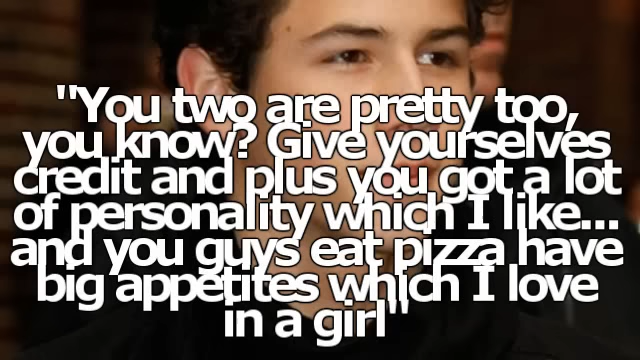 "You two are pretty too,
you know? Give yourselves
credit and plus you got a lot
of personality which I like...
and you guys eat pizza have
big appetites which I love
in a girl"